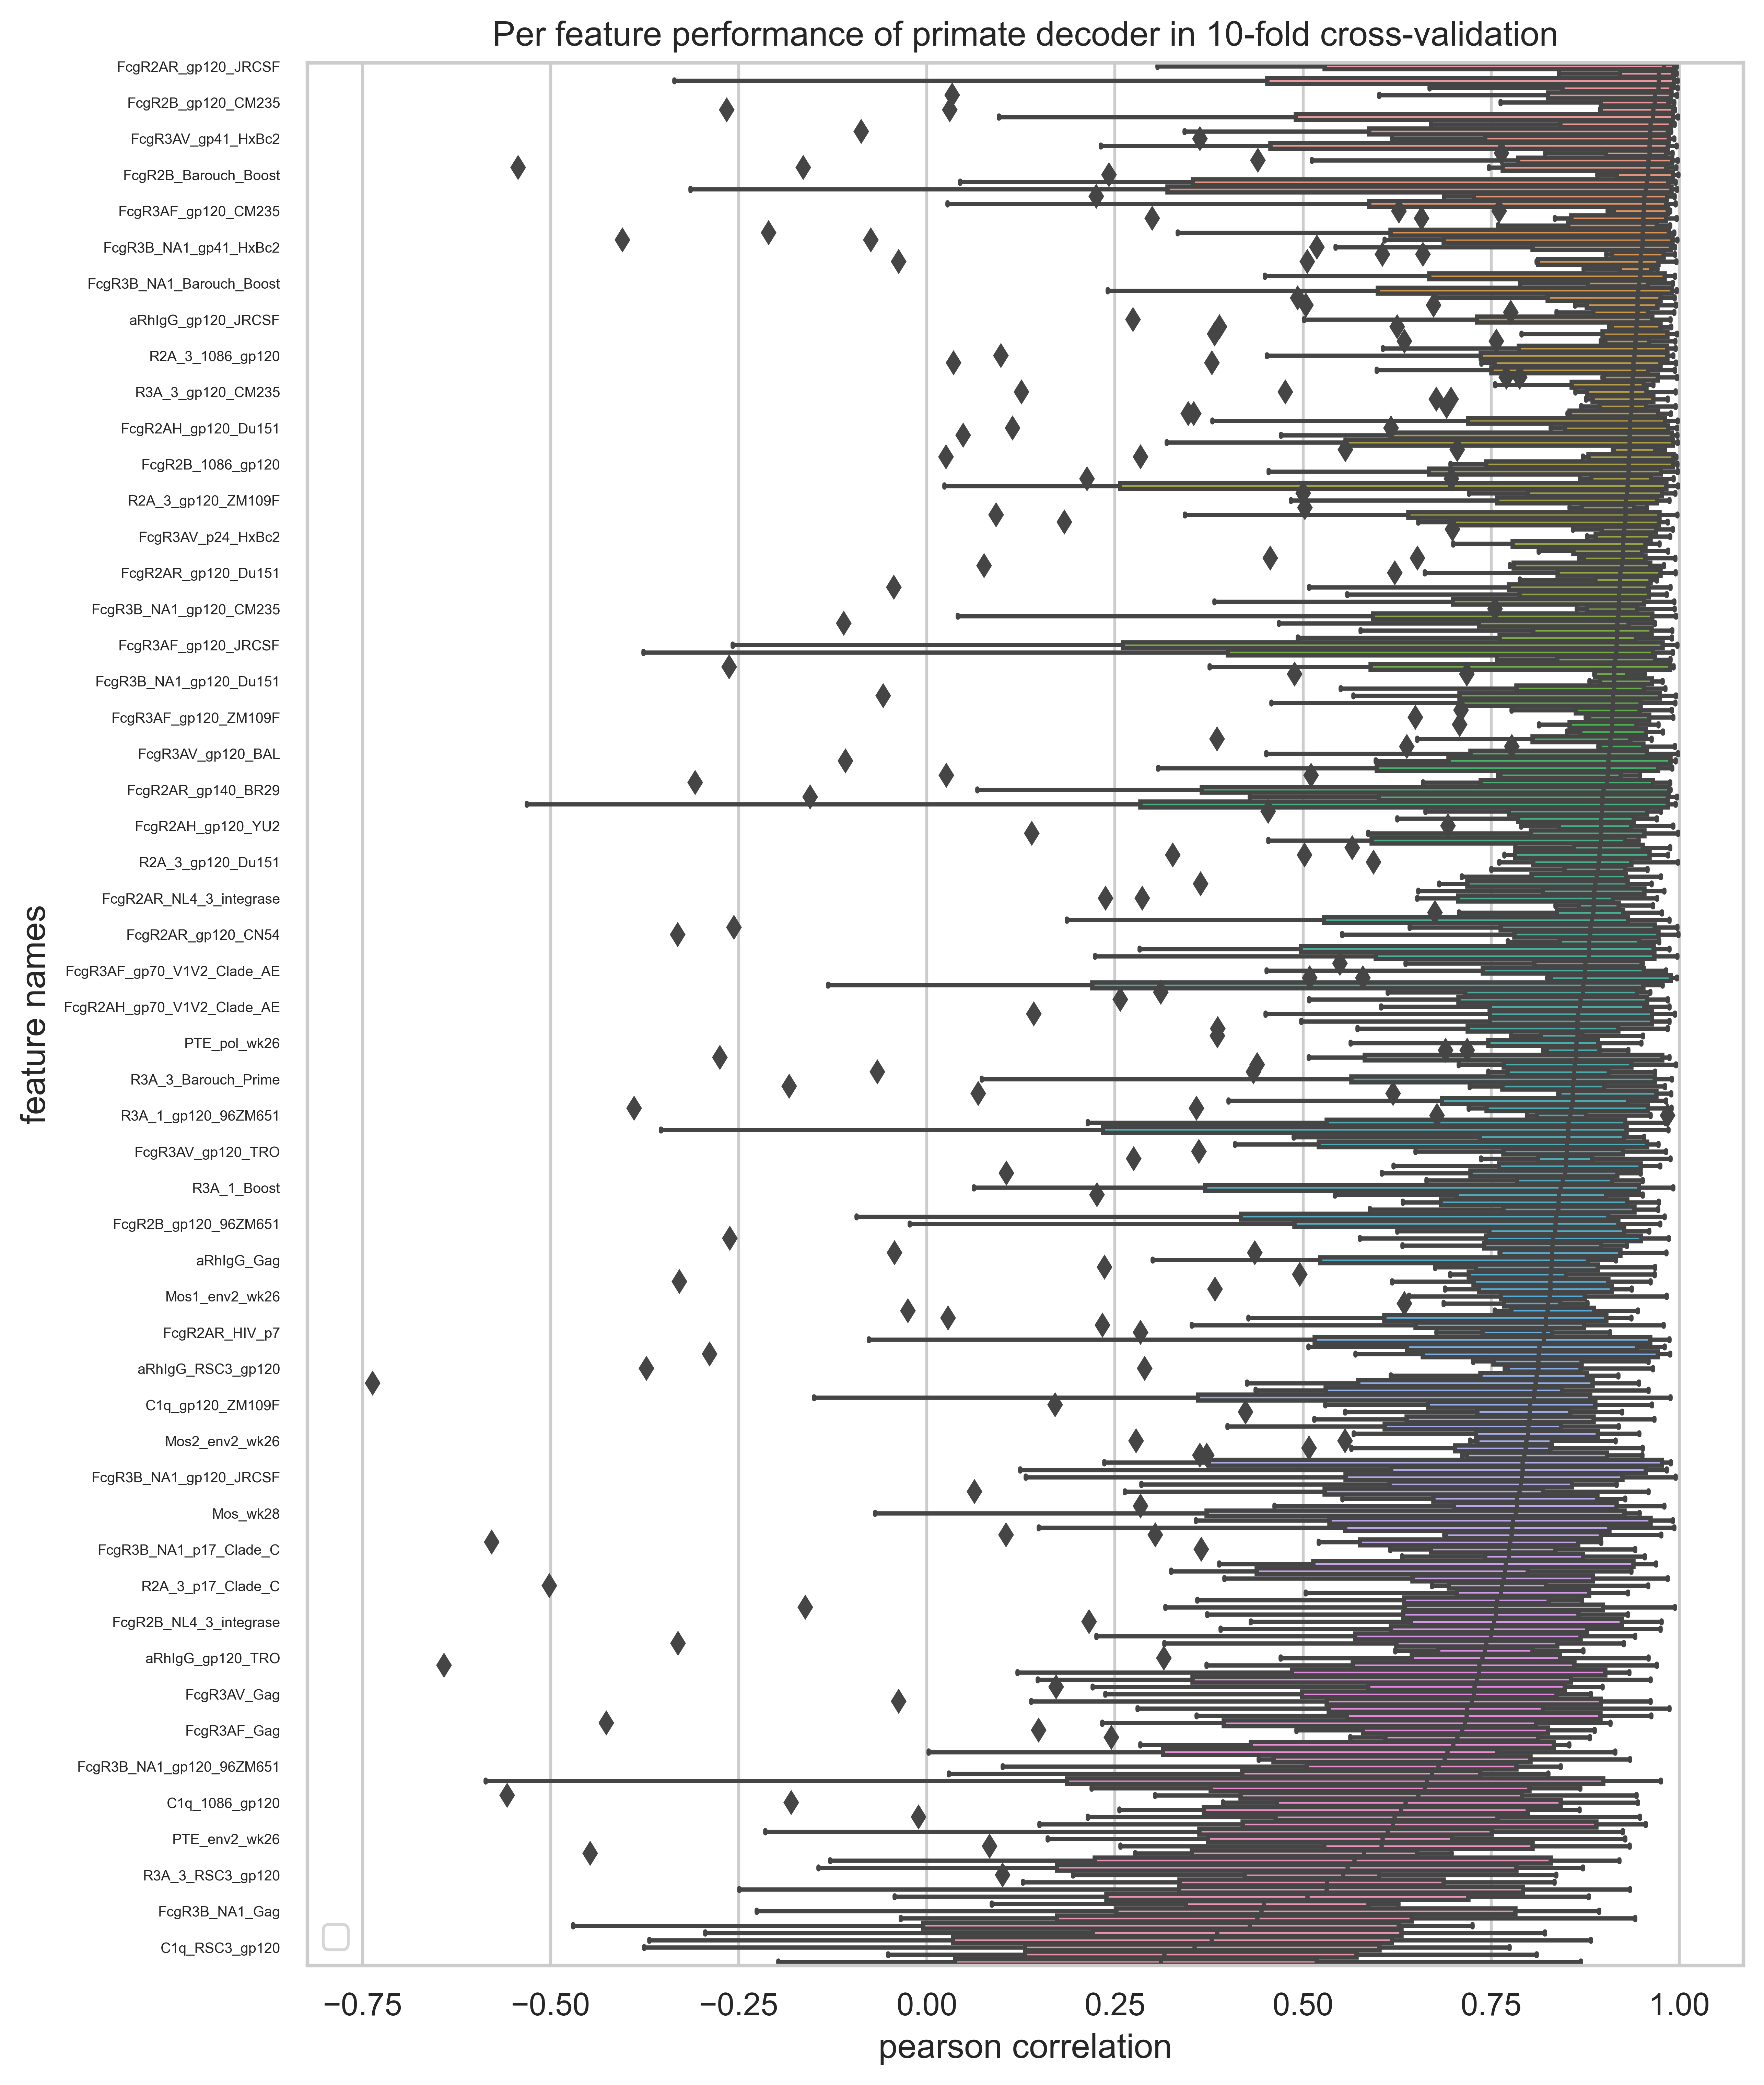 Per feature performance of primate decoder in 10-fold cross-validation
FcgR2AR_gp120_JRCSF
FcgR2B_gp120_CM235
FcgR3AV_gp41_HxBc2
FcgR2B_Barouch_Boost
FcgR3AF_gp120_CM235
FcgR3B_NA1_gp41_HxBc2
FcgR3B_NA1_Barouch_Boost
aRhIgG_gp120_JRCSF
R2A_3_1086_gp120
R3A_3_gp120_CM235
FcgR2AH_gp120_Du151
FcgR2B_1086_gp120
R2A_3_gp120_ZM109F
FcgR3AV_p24_HxBc2
FcgR2AR_gp120_Du151
FcgR3B_NA1_gp120_CM235
FcgR3AF_gp120_JRCSF
FcgR3B_NA1_gp120_Du151
FcgR3AF_gp120_ZM109F
FcgR3AV_gp120_BAL
FcgR2AR_gp140_BR29
FcgR2AH_gp120_YU2
R2A_3_gp120_Du151
FcgR2AR_NL4_3_integrase
FcgR2AR_gp120_CN54
FcgR3AF_gp70_V1V2_Clade_AE
FcgR2AH_gp70_V1V2_Clade_AE
PTE_pol_wk26
R3A_3_Barouch_Prime
R3A_1_gp120_96ZM651
FcgR3AV_gp120_TRO
R3A_1_Boost
FcgR2B_gp120_96ZM651
aRhIgG_Gag
Mos1_env2_wk26
FcgR2AR_HIV_p7
aRhIgG_RSC3_gp120
C1q_gp120_ZM109F
Mos2_env2_wk26
FcgR3B_NA1_gp120_JRCSF
Mos_wk28
FcgR3B_NA1_p17_Clade_C
R2A_3_p17_Clade_C
FcgR2B_NL4_3_integrase
aRhIgG_gp120_TRO
FcgR3AV_Gag
FcgR3AF_Gag
FcgR3B_NA1_gp120_96ZM651
C1q_1086_gp120
PTE_env2_wk26
R3A_3_RSC3_gp120
FcgR3B_NA1_Gag
C1q_RSC3_gp120
feature names
−0.75 −0.50 −0.25 0.00 0.25 0.50 0.75 1.00
pearson correlation